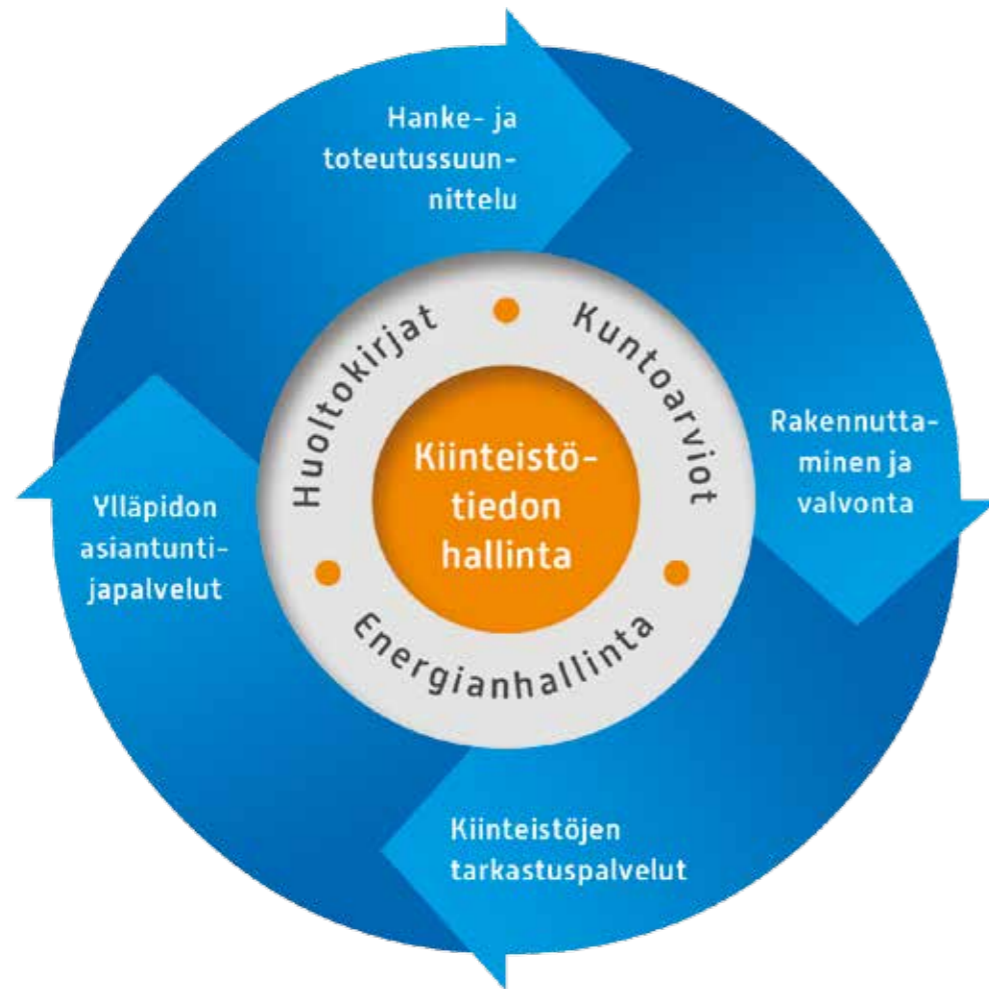 Hanke- ja
toteutussuun-
nittelu
Huoltokirjat
Kuntoarviot
Rakennutta-
minen ja
valvonta
Kiinteistö-
tiedon
hallinta
Ylläpidon
asiantunti-
japalvelut
Energianhallinta
Kiinteistöjen
tarkastuspalvelut